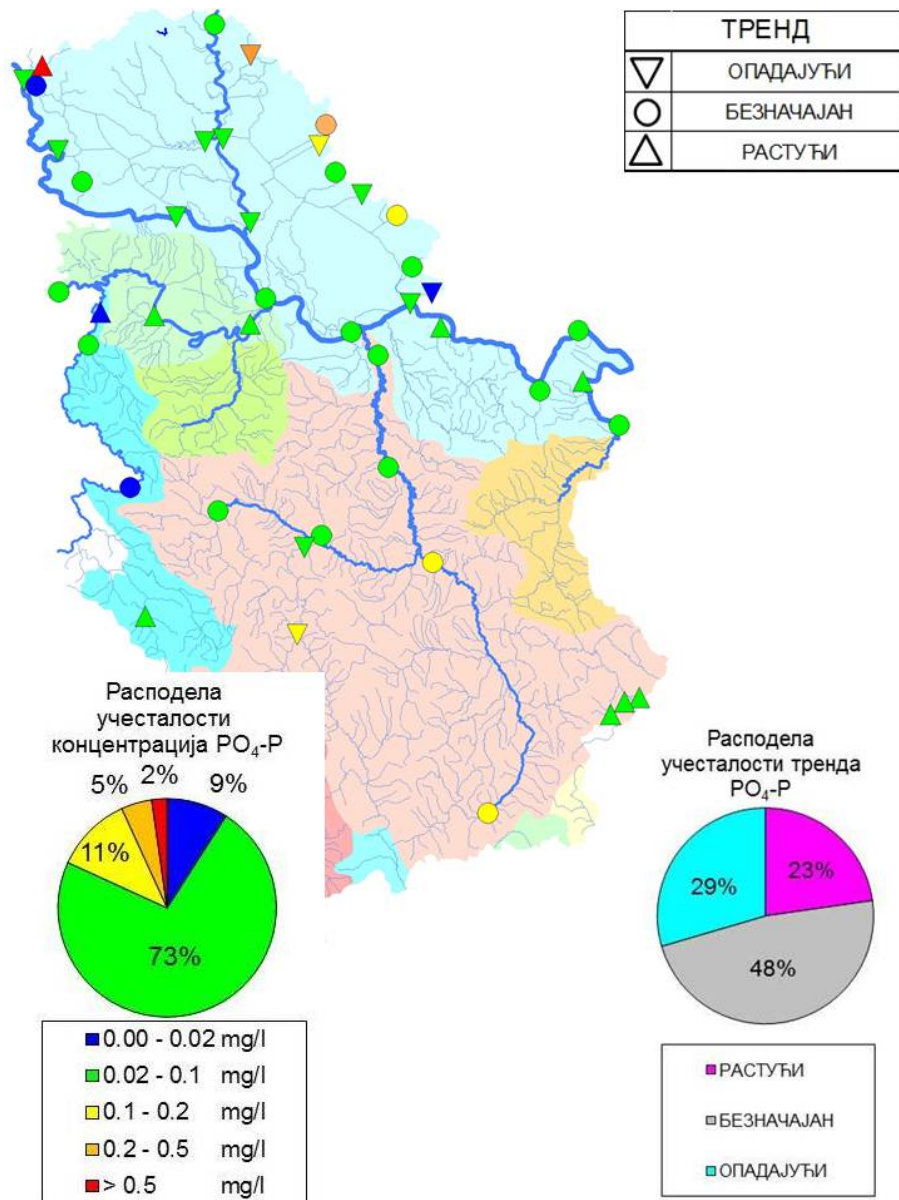 ТРЕНД
ОПАДАЈУЋИ
БЕЗНАЧАЈАН
РАСТУЋИ
Расподела
учесталости
концентрација PO₄-P
5%
2%
9%
11%
73%
0.00 - 0.02 mg/l
0.02 - 0.1 mg/l
0.1 - 0.2 mg/l
0.2 - 0.5 mg/l
> 0.5 mg/l
Расподела
учесталости тренда
PO₄-P
29%
23%
48%
РАСТУЋИ
БЕЗНАЧАЈАН
ОПАДАЈУЋИ